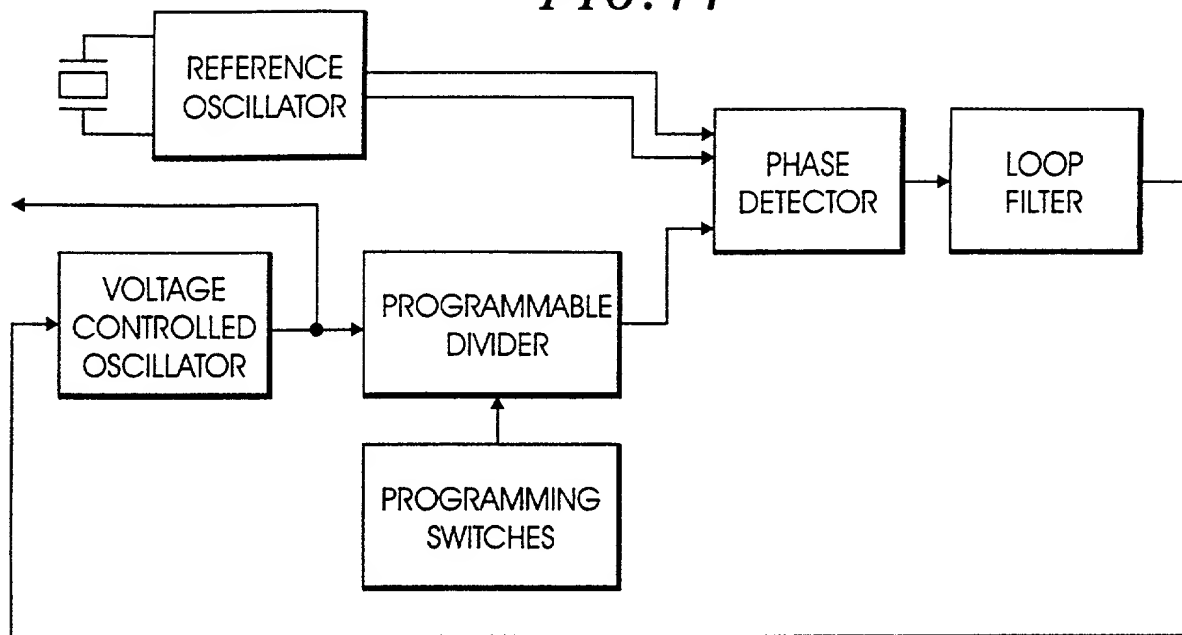 REFERENCE
OSCILLATOR
PHASE
DETECTOR
LOOP
FILTER
VOLTAGE
CONTROLLED
OSCILLATOR
PROGRAMMABLE
DIVIDER
PROGRAMMING
SWITCHES